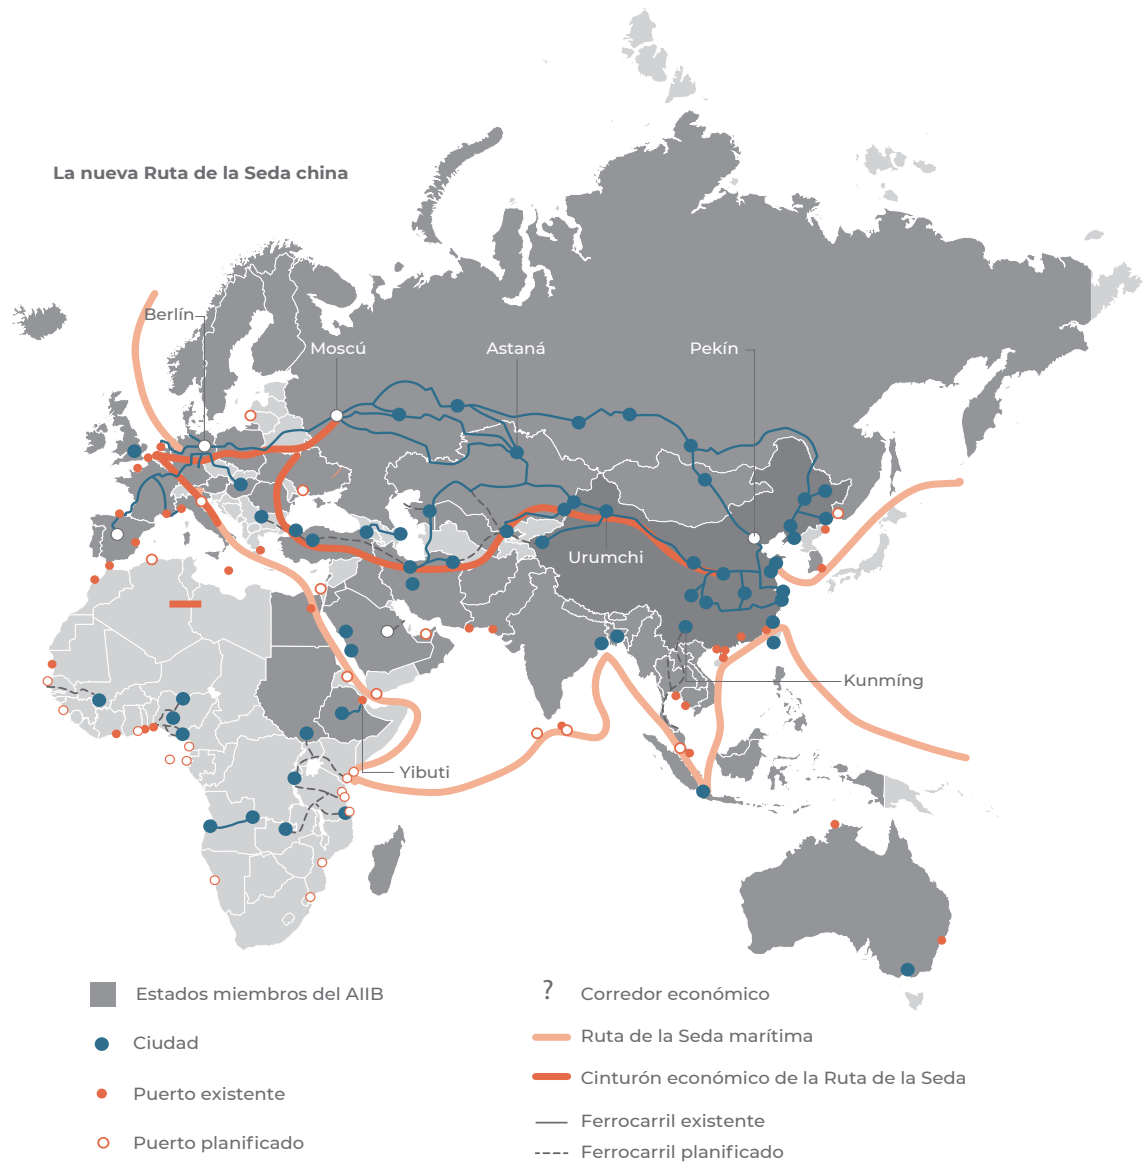 La nueva Ruta de la Seda china
Berlín
Moscú
Astaná
Pekín
Urumchi
Kunmíng
Yibuti
Estados miembros del AIIB
Ciudad
Puerto existente
Puerto planificado
? Corredor económico
Ruta de la Seda marítima
Cinturón económico de la Ruta de la Seda
Ferrocarril existente
Ferrocarril planificado